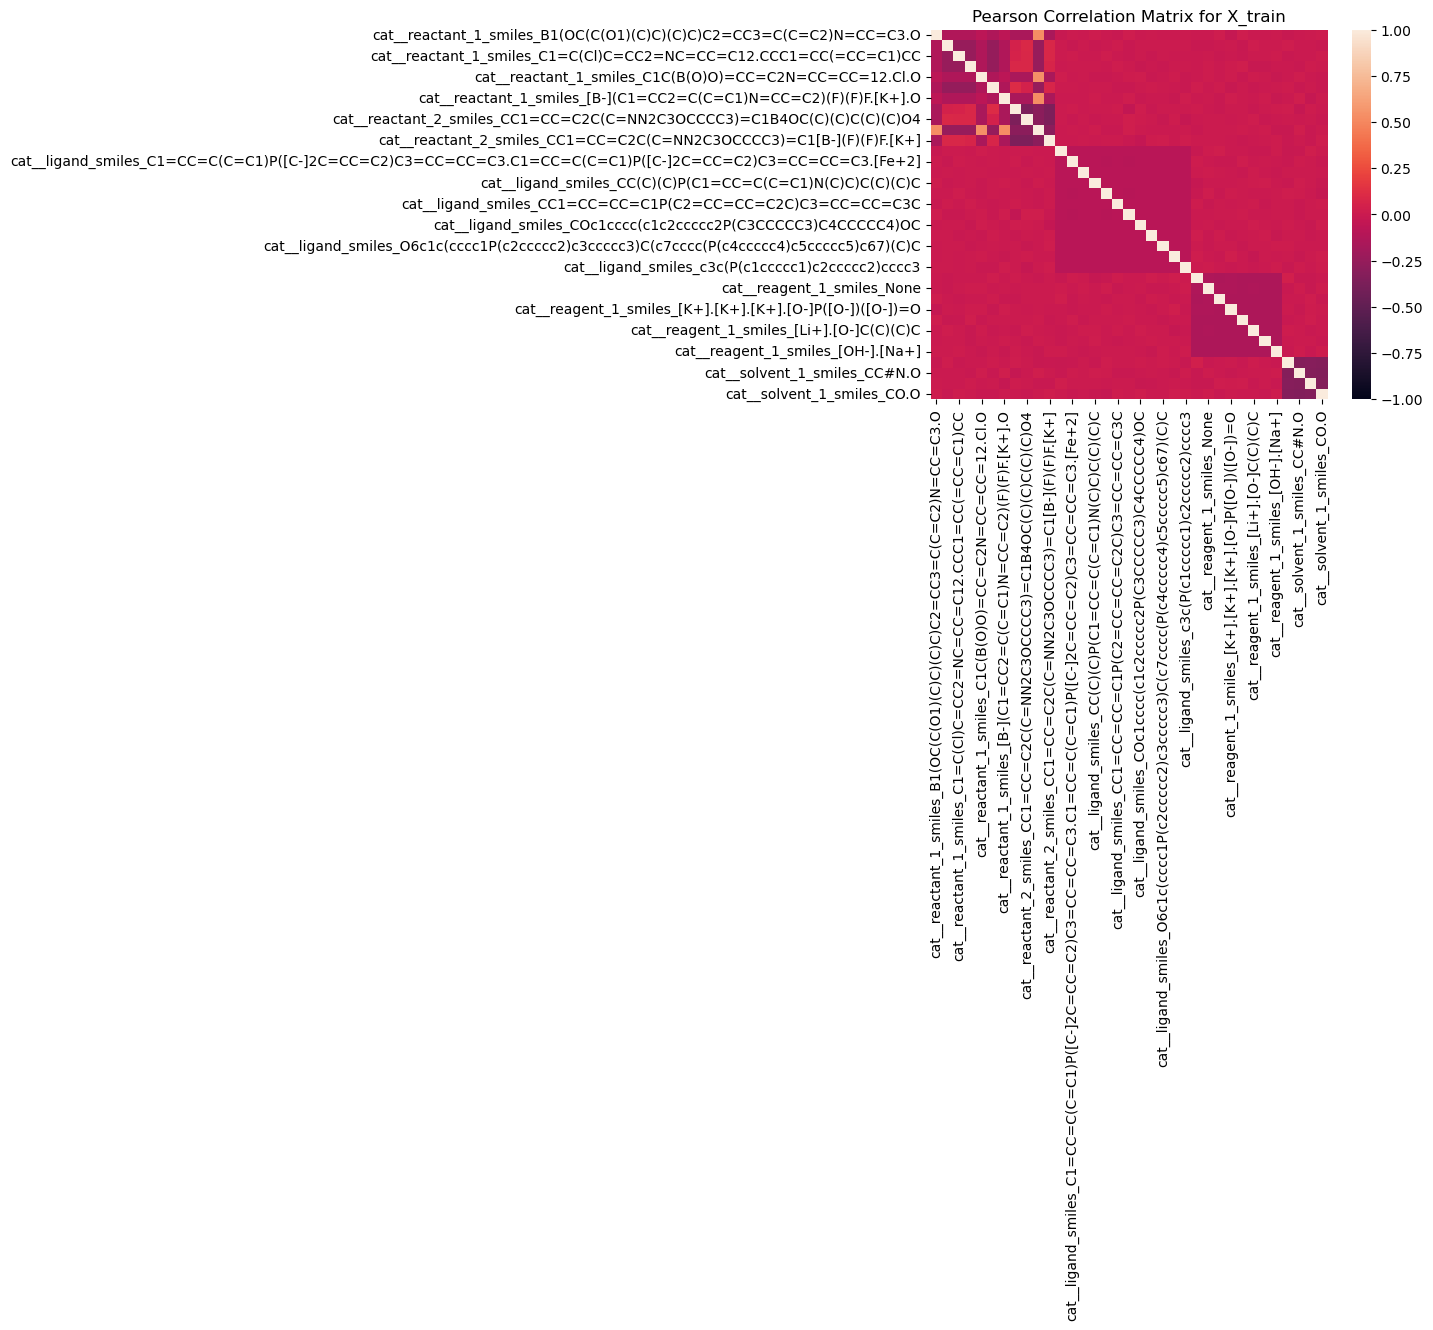 Pearson Correlation Matrix for X_train
cat__reactant_1_smiles_B1(OC(C(O1)(C)C)(C)C)C2=CC3=C(C=C2)N=CC=C3.O
cat__reactant_1_smiles_C1=C(Cl)C=CC2=NC=CC=C12.CCC1=CC(=CC=C1)CC
cat__reactant_1_smiles_C1C(B(O)O)=CC=C2N=CC=CC=12.Cl.O
cat__reactant_1_smiles_[B-](C1=CC2=C(C=C1)N=CC=C2)(F)(F)F.[K+].O
cat__reactant_2_smiles_CC1=CC=C2C(C=NN2C3OCCCC3)=C1B4OC(C)(C)C(C)(C)O4
cat__reactant_2_smiles_CC1=CC=C2C(C=NN2C3OCCCC3)=C1[B-](F)(F)F.[K+]
cat__ligand_smiles_C1=CC=C(C=C1)P([C-]2C=CC=C2)C3=CC=CC=C3.C1=CC=C(C=C1)P([C-]2C=CC=C2)C3=CC=CC=C3.[Fe+2]
cat__ligand_smiles_CC(C)(C)P(C1=CC=C(C=C1)N(C)C)C(C)(C)C
cat__ligand_smiles_CC1=CC=CC=C1P(C2=CC=CC=C2C)C3=CC=CC=C3C
cat__ligand_smiles_COc1cccc(c1c2ccccc2P(C3CCCCC3)C4CCCCC4)OC
cat__ligand_smiles_O6c1c(cccc1P(c2ccccc2)c3ccccc3)C(c7cccc(P(c4ccccc4)c5ccccc5)c67)(C)C
cat__ligand_smiles_c3c(P(c1ccccc1)c2ccccc2)cccc3
cat__reagent_1_smiles_None
cat__reagent_1_smiles_[K+].[K+].[K+].[O-]P([O-])([O-])=O
cat__reagent_1_smiles_[Li+].[O-]C(C)(C)C
cat__reagent_1_smiles_[OH-].[Na+]
cat__solvent_1_smiles_CC#N.O
cat__solvent_1_smiles_CO.O
1.00
0.75
0.50
0.25
0.00
−0.25
−0.50
−0.75
−1.00
cat__reactant_1_smiles_B1(OC(C(O1)(C)C)(C)C)C2=CC3=C(C=C2)N=CC=C3.O
cat__reactant_1_smiles_C1=C(Cl)C=CC2=NC=CC=C12.CCC1=CC(=CC=C1)CC
cat__reactant_1_smiles_C1C(B(O)O)=CC=C2N=CC=CC=12.Cl.O
cat__reactant_1_smiles_[B-](C1=CC2=C(C=C1)N=CC=C2)(F)(F)F.[K+].O
cat__reactant_2_smiles_CC1=CC=C2C(C=NN2C3OCCCC3)=C1B4OC(C)(C)C(C)(C)O4
cat__reactant_2_smiles_CC1=CC=C2C(C=NN2C3OCCCC3)=C1[B-](F)(F)F.[K+]
cat__ligand_smiles_C1=CC=C(C=C1)P([C-]2C=CC=C2)C3=CC=CC=C3.C1=CC=C(C=C1)P([C-]2C=CC=C2)C3=CC=CC=C3.[Fe+2]
cat__ligand_smiles_CC(C)(C)P(C1=CC=C(C=C1)N(C)C)C(C)(C)C
cat__ligand_smiles_CC1=CC=CC=C1P(C2=CC=CC=C2C)C3=CC=CC=C3C
cat__ligand_smiles_COc1cccc(c1c2ccccc2P(C3CCCCC3)C4CCCCC4)OC
cat__ligand_smiles_O6c1c(cccc1P(c2ccccc2)c3ccccc3)C(c7cccc(P(c4ccccc4)c5ccccc5)c67)(C)C
cat__ligand_smiles_c3c(P(c1ccccc1)c2ccccc2)cccc3
cat__reagent_1_smiles_None
cat__reagent_1_smiles_[K+].[K+].[K+].[O-]P([O-])([O-])=O
cat__reagent_1_smiles_[Li+].[O-]C(C)(C)C
cat__reagent_1_smiles_[OH-].[Na+]
cat__solvent_1_smiles_CC#N.O
cat__solvent_1_smiles_CO.O